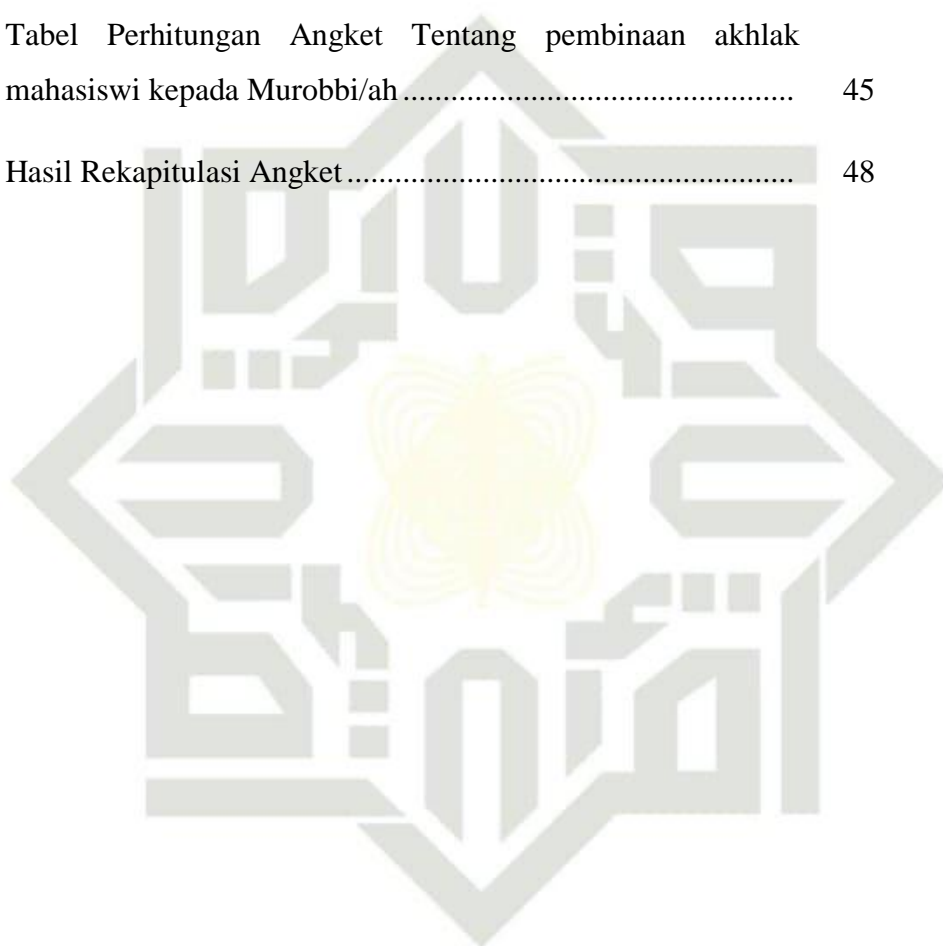 Tabel Perhitungan Angket Tentang pembinaan akhlak
mahasiswi kepada Murobbi/ah ................................................. 45
Hasil Rekapitulasi Angket ........................................................ 48